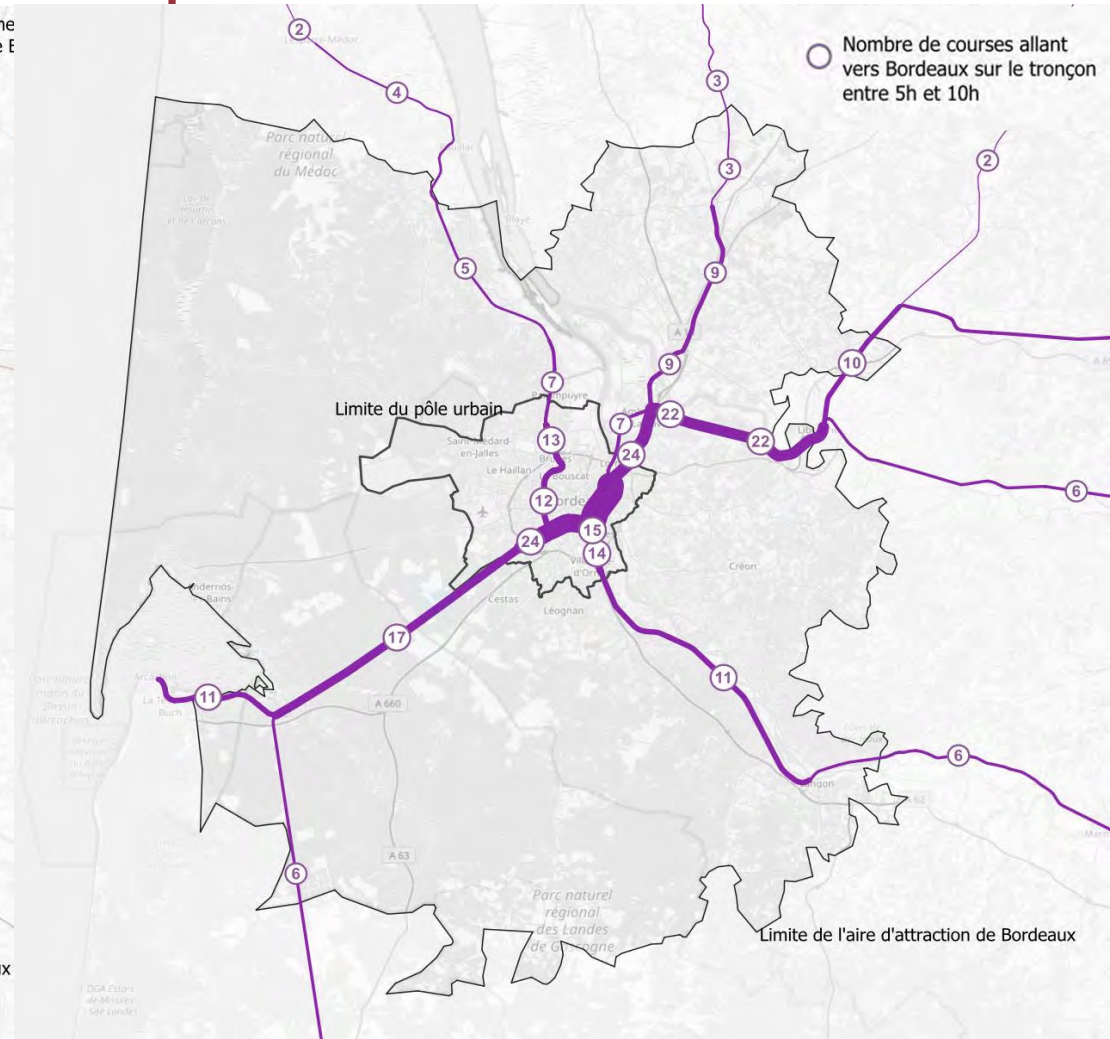 Nombre de courses allant
vers Bordeaux sur le tronçon
entre 5h et 10h
2
4
3
3
2
Parc naturel
régional
du Médoc
Blaye
5
9
9
10
7
Limite du pôle urbain
7
22
22
13
24
Saint-Médard-
en-Jalles
Le Haillan
Bouscat
12
15
24
14
6
Créon
Cestas
Léognan
17
11
11
A 660
6
Langon
A 63
6
Parc naturel
régional
des Landes
de Gascogne
Limite de l'aire d'attraction de Bordeaux